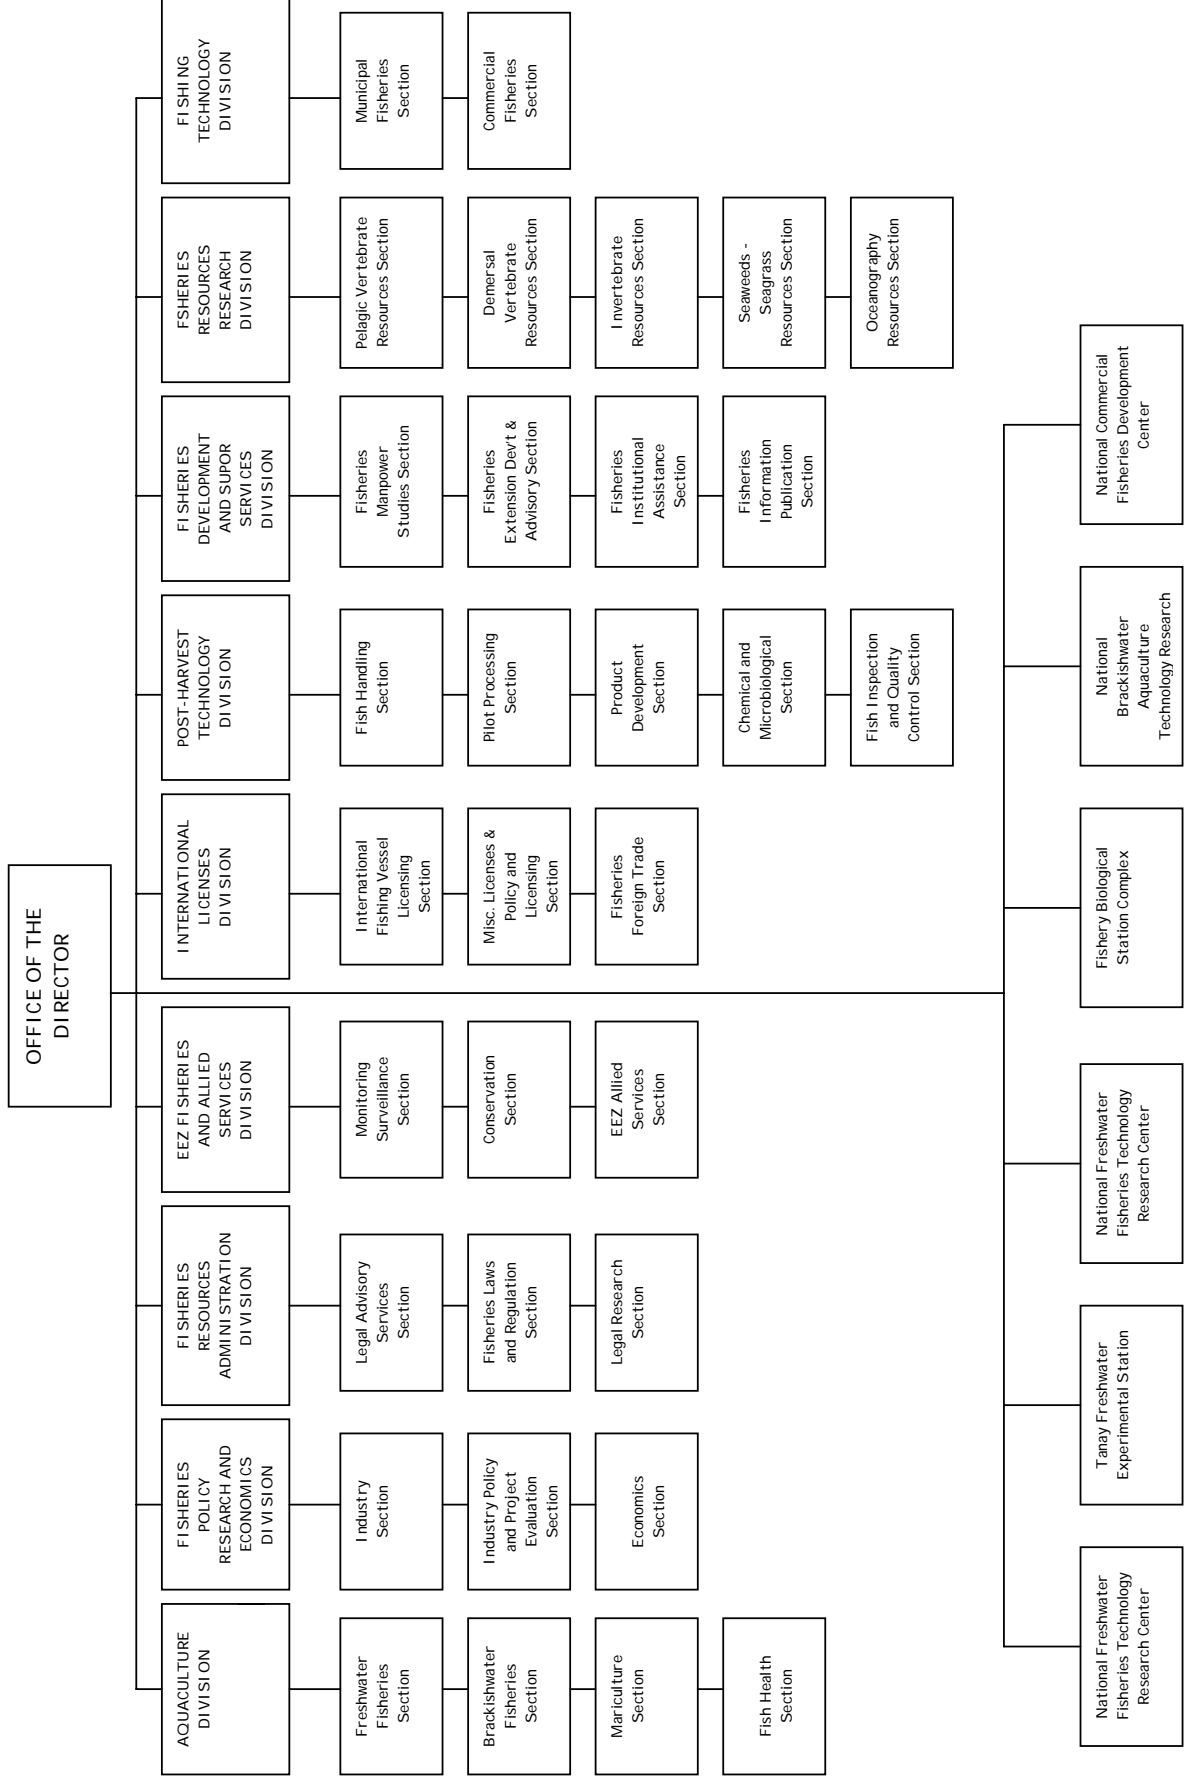 OFFICE OF THE
DIRECTOR
AQUACULTURE
DIVISION
Freshwater
Fisheries
Section
Brackishwater
Fisheries
Section
Mariculture
Section
Fish Health
Section
FISHERIES
POLICY
RESEARCH AND
ECONOMICS
DIVISION
Industry
Section
Industry Policy
and Project
Evaluation
Section
Economics
Section
FISHERIES
RESOURCES
ADMINISTRATION
DIVISION
Legal Advisory
Services
Section
Fisheries Laws
and Regulation
Section
Legal Research
Section
EEZ FISHERIES
AND ALLIED
SERVICES
DIVISION
Monitoring
Surveillance
Section
Conservation
Section
EEZ Allied
Services
Section
INTERNATIONAL
LICENSES
DIVISION
International
Fishing Vessel
Licensing
Section
Misc. Licenses &
Policy and
Licensing
Section
Fisheries
Foreign Trade
Section
POST-HARVEST
TECHNOLOGY
DIVISION
Fish Handling
Section
Pilot Processing
Section
Product
Development
Section
Chemical and
Microbiological
Section
Fish Inspection
and Quality
Control Section
FISHERIES
DEVELOPMENT
AND SUPOR
SERVICES
DIVISION
Fisheries
Manpower
Studies Section
Fisheries
Extension Dev't &
Advisory Section
Fisheries
Institutional
Assistance
Section
Fisheries
Information
Publication
Section
FSHERIES
RESOURCES
RESEARCH
DIVISION
Pelagic Vertebrate
Resources Section
Demersal
Vertebrate
Resources Section
Invertebrate
Resources Section
Seaweeds -
Seagrass
Resources Section
Oceanography
Resources Section
FISHING
TECHNOLOGY
DIVISION
Municipal
Fisheries
Section
Commercial
Fisheries
Section
National Freshwater
Fisheries Technology
Research Center
Tanay Freshwater
Experimental Station
National Freshwater
Fisheries Technology
Research Center
Fishery Biological
Station Complex
National
Brackishwater
Aquaculture
Technology Research
National Commercial
Fisheries Development
Center